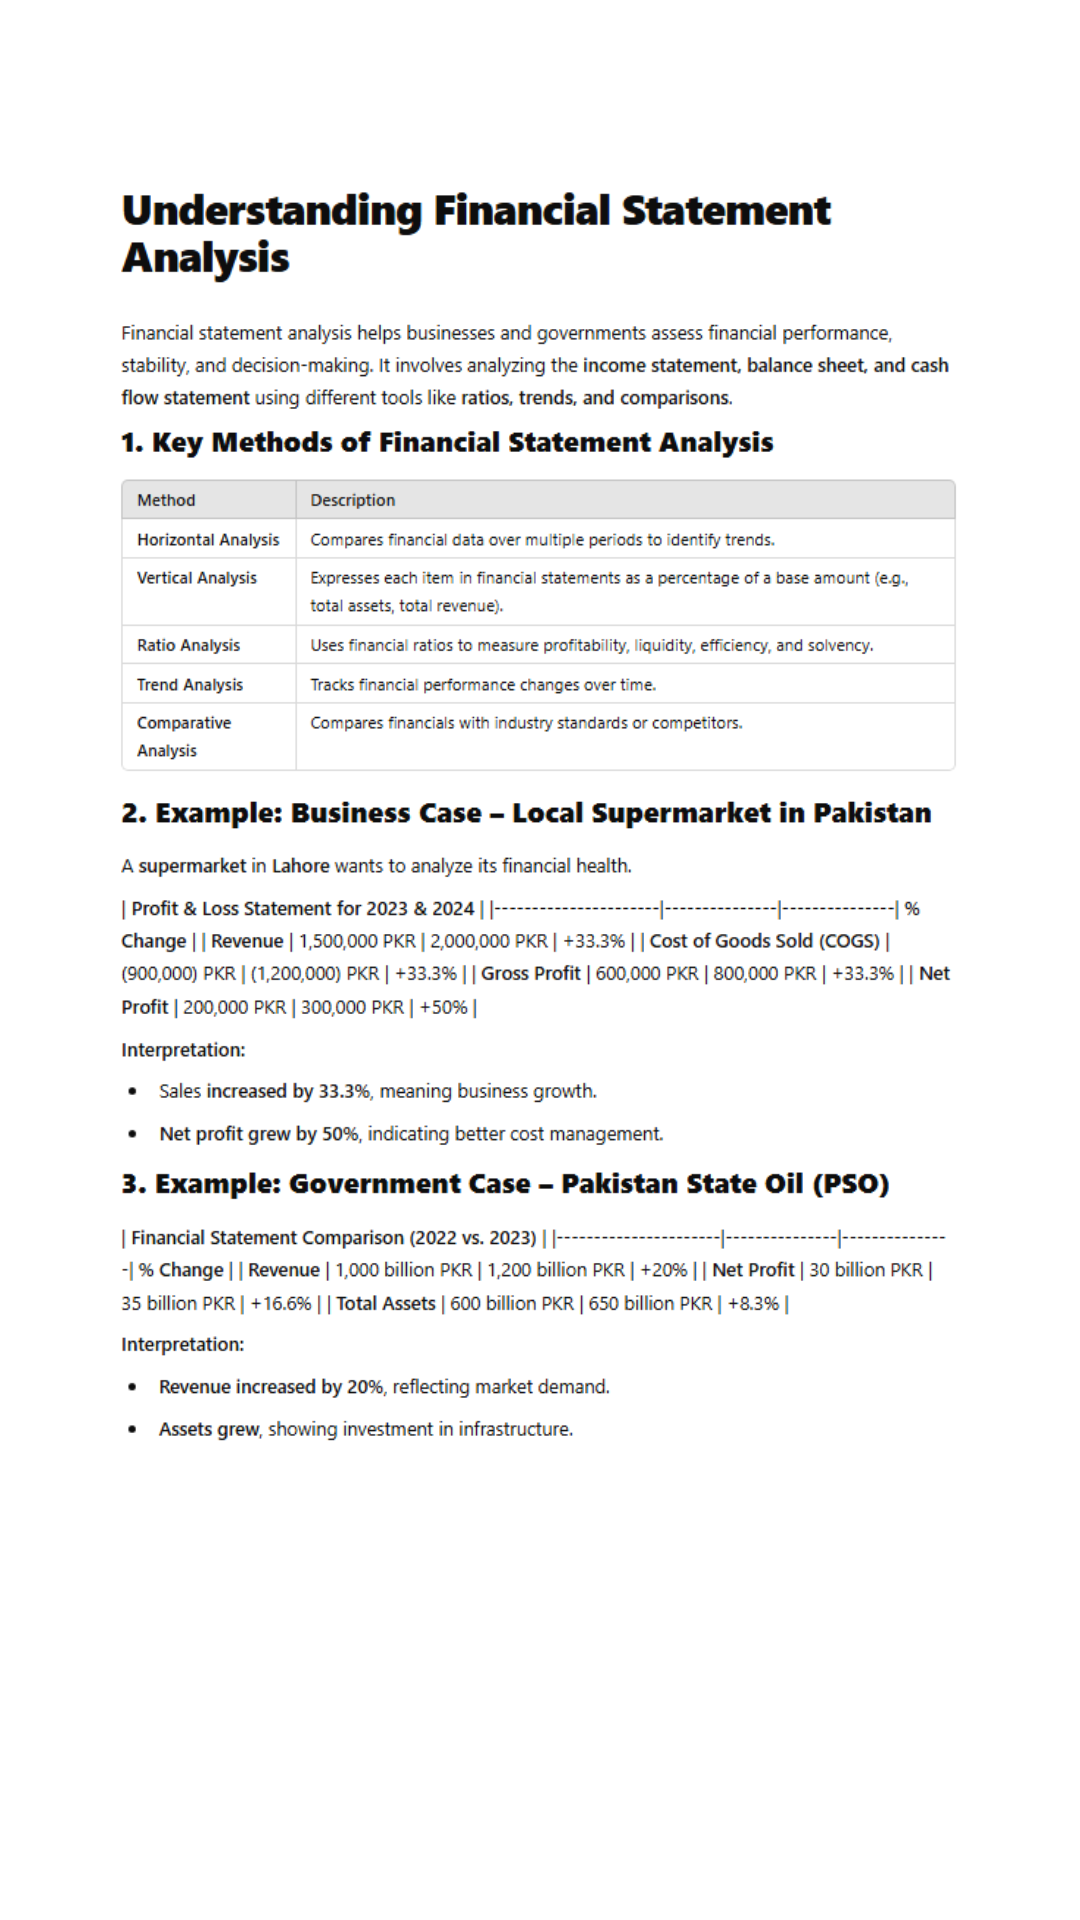 Understanding Financial Statement
Analysis
Financial statement analysis helps businesses and governments assess financial performance,
stability, and decision-making. It involves analyzing the income statement, balance sheet, and cash
flow statement using different tools like ratios, trends, and comparisons.
1. Key Methods of Financial Statement Analysis
Method Description
Horizontal Analysis Compares financial data over multiple periods to identify trends.
Vertical Analysis Expresses each item in financial statements as a percentage of a base amount (e.g.,
total assets, total revenue).
Ratio Analysis Uses financial ratios to measure profitability, liquidity, efficiency, and solvency.
Trend Analysis Tracks financial performance changes over time.
Comparative Compares financials with industry standards or competitors.
Analysis
2. Example: Business Case – Local Supermarket in Pakistan
A supermarket in Lahore wants to analyze its financial health.
| Profit & Loss Statement for 2023 & 2024 | |----------------------|---------------|---------------| %
Change | | Revenue | 1,500,000 PKR | 2,000,000 PKR | +33.3% | | Cost of Goods Sold (COGS) |
(900,000) PKR | (1,200,000) PKR | +33.3% | | Gross Profit | 600,000 PKR | 800,000 PKR | +33.3% | | Net
Profit | 200,000 PKR | 300,000 PKR | +50% |
Interpretation:
• Sales increased by 33.3%, meaning business growth.
• Net profit grew by 50%, indicating better cost management.
3. Example: Government Case – Pakistan State Oil (PSO)
| Financial Statement Comparison (2022 vs. 2023) | |----------------------|---------------|--------------
-| % Change | | Revenue | 1,000 billion PKR | 1,200 billion PKR | +20% | | Net Profit | 30 billion PKR |
35 billion PKR | +16.6% | | Total Assets | 600 billion PKR | 650 billion PKR | +8.3% |
Interpretation:
• Revenue increased by 20%, reflecting market demand.
• Assets grew, showing investment in infrastructure.